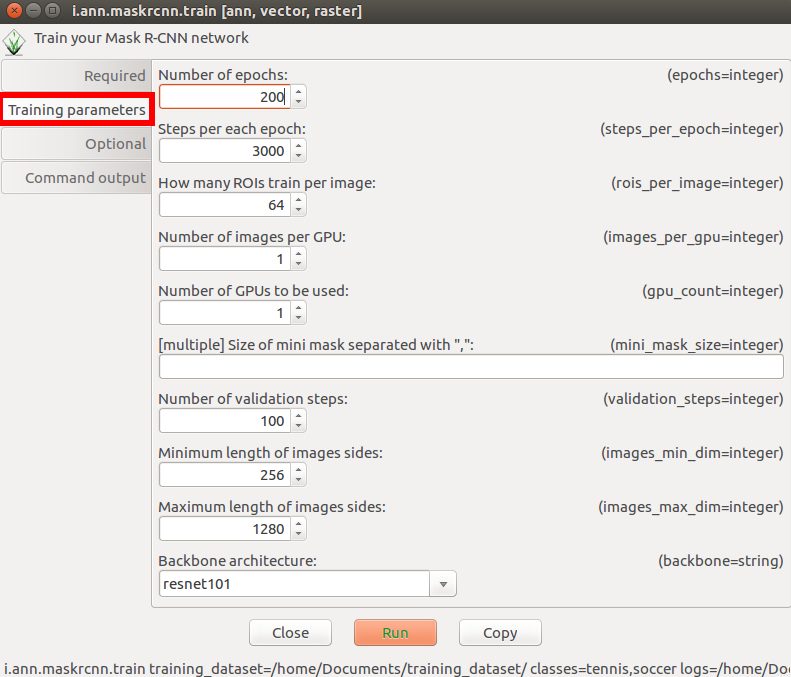 i.ann.maskrcnn.train [ann, vector, raster]
Train your Mask R-CNN network
Required
Training parameters
Optional
Command output
Number of epochs: (epochs=integer)
200
Steps per each epoch: (steps_per_epoch=integer)
3000
How many ROIs train per image: (rois_per_image=integer)
64
Number of images per GPU: (images_per_gpu=integer)
1
Number of GPUs to be used: (gpu_count=integer)
1
[multiple] Size of mini mask separated with ",": (mini_mask_size=integer)
Number of validation steps: (validation_steps=integer)
100
Minimum length of images sides: (images_min_dim=integer)
256
Maximum length of images sides: (images_max_dim=integer)
1280
Backbone architecture: (backbone=string)
resnet101
Close Run Copy
i.ann.maskrcnn.train training_dataset=/home/Documents/training_dataset/ classes=tennis,soccer logs=/home/Do